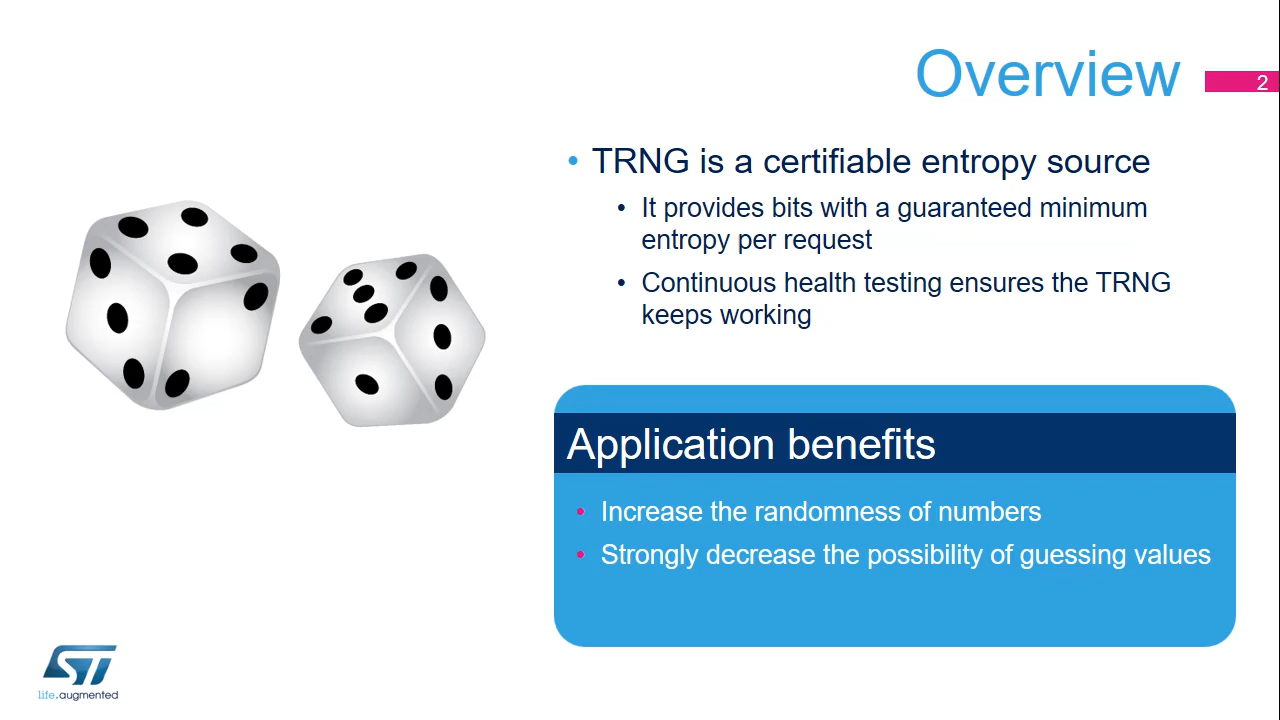 Overview
2
• TRNG is a certifiable entropy source
• It provides bits with a guaranteed minimum
entropy per request
• Continuous health testing ensures the TRNG
keeps working
Application benefits
• Increase the randomness of numbers
• Strongly decrease the possibility of guessing values
ST
life.augmented